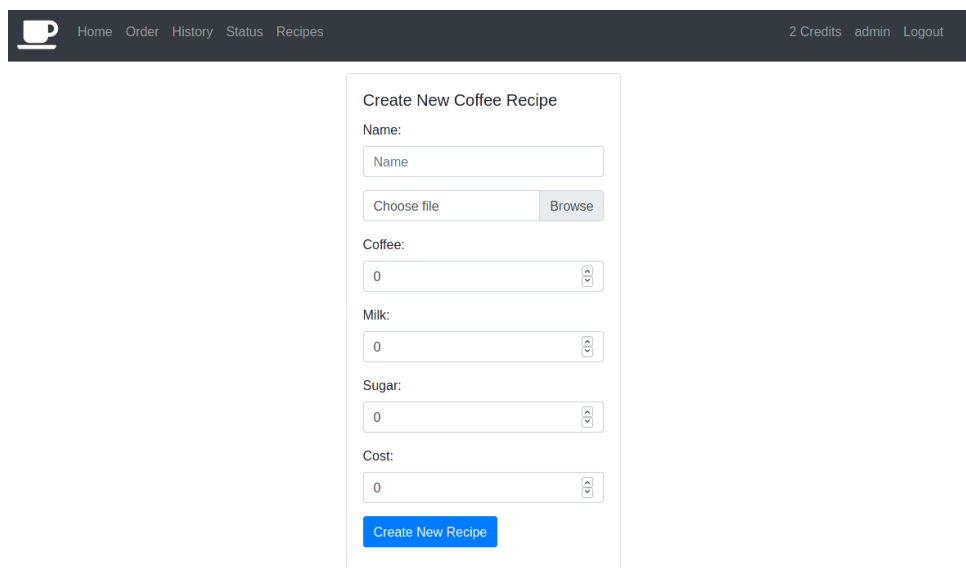 Home Order History Status Recipes 2 Credits admin Logout
Create New Coffee Recipe
Name:
Name
Choose file Browse
Coffee:
0
Milk:
0
Sugar:
0
Cost:
0
Create New Recipe